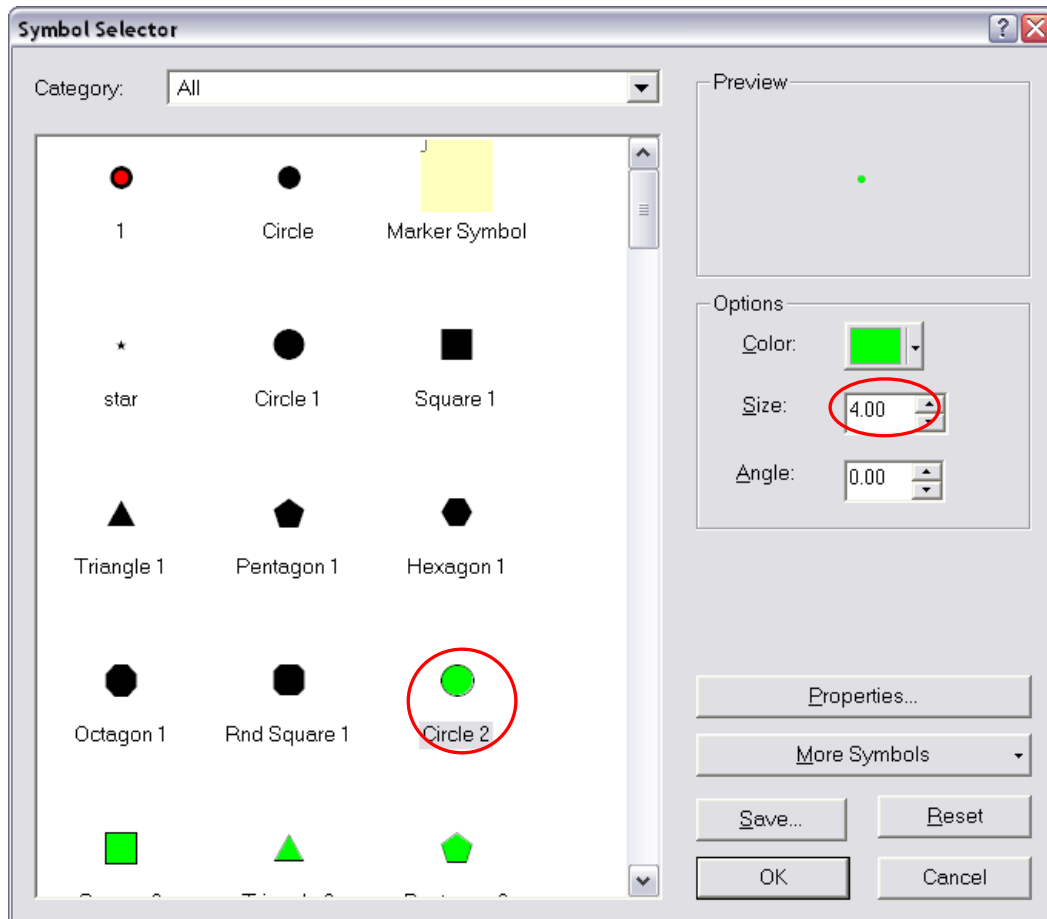 Symbol Selector
Category:
All
1
Circle
Marker Symbol
star
Circle 1
Square 1
Triangle 1
Pentagon 1
Hexagon 1
Octagon 1
Rnd Square 1
Circle 2
Preview
Options
Color:
Size:
4.00
Angle:
0.00
Properties...
More Symbols
Save...
Reset
OK
Cancel